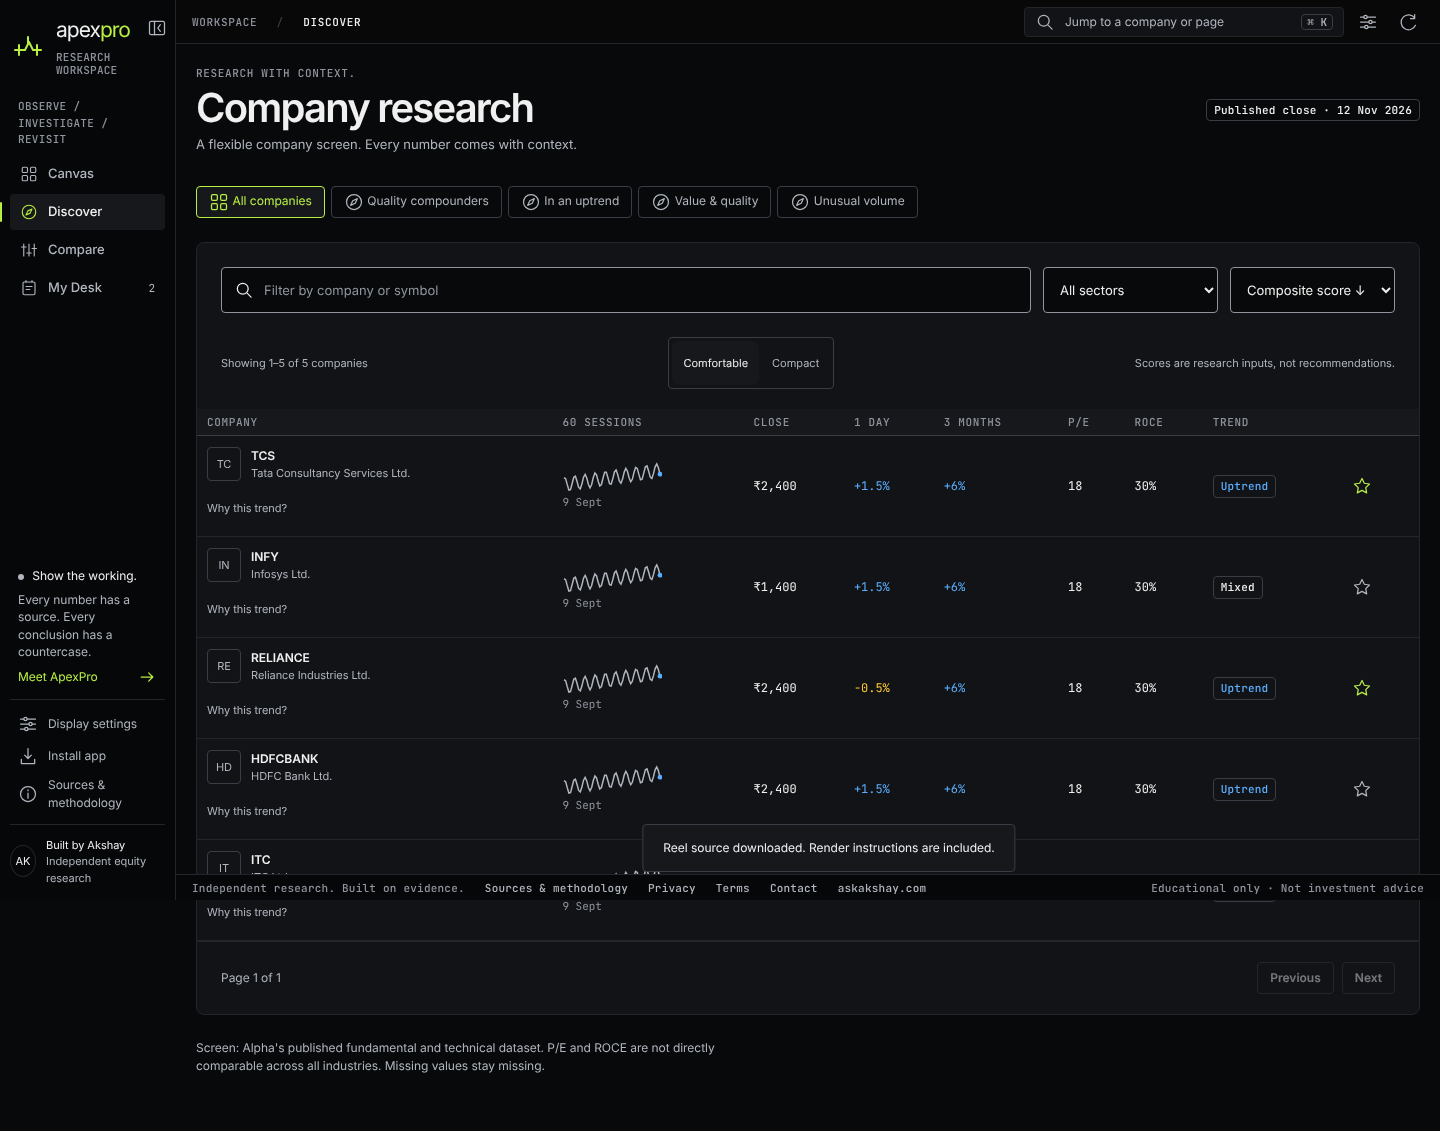 apexpro
RESEARCH
WORKSPACE
OBSERVE /
INVESTIGATE /
REVISIT
Canvas
Discover
Compare
My Desk 2
Show the working.
Every number has a
source. Every
conclusion has a
countercase.
Meet ApexPro →
Display settings
Install app
Sources &
methodology
AK
Built by Akshay
Independent equity
research
WORKSPACE / DISCOVER
Jump to a company or page ⌘ K
RESEARCH WITH CONTEXT.
Company research
Published close · 12 Nov 2026
A flexible company screen. Every number comes with context.
All companies Quality compounders In an uptrend Value & quality Unusual volume
Filter by company or symbol All sectors Composite score ↓
Showing 1–5 of 5 companies Comfortable Compact Scores are research inputs, not recommendations.
COMPANY 60 SESSIONS CLOSE 1 DAY 3 MONTHS P/E ROCE TREND
TC TCS
Tata Consultancy Services Ltd.
9 Sept ₹2,400 +1.5% +6% 18 30% Uptrend
Why this trend?
IN INFY
Infosys Ltd.
9 Sept ₹1,400 +1.5% +6% 18 30% Mixed
Why this trend?
RE RELIANCE
Reliance Industries Ltd.
9 Sept ₹2,400 -0.5% +6% 18 30% Uptrend
Why this trend?
HD HDFCBANK
HDFC Bank Ltd.
9 Sept ₹2,400 +1.5% +6% 18 30% Uptrend
Why this trend?
IT ITC
Reel source downloaded. Render instructions are included.
Independent research. Built on evidence. Sources & methodology Privacy Terms Contact askakshay.com Educational only · Not investment advice
9 Sept
Why this trend?
Page 1 of 1 Previous Next
Screen: Alpha's published fundamental and technical dataset. P/E and ROCE are not directly
comparable across all industries. Missing values stay missing.